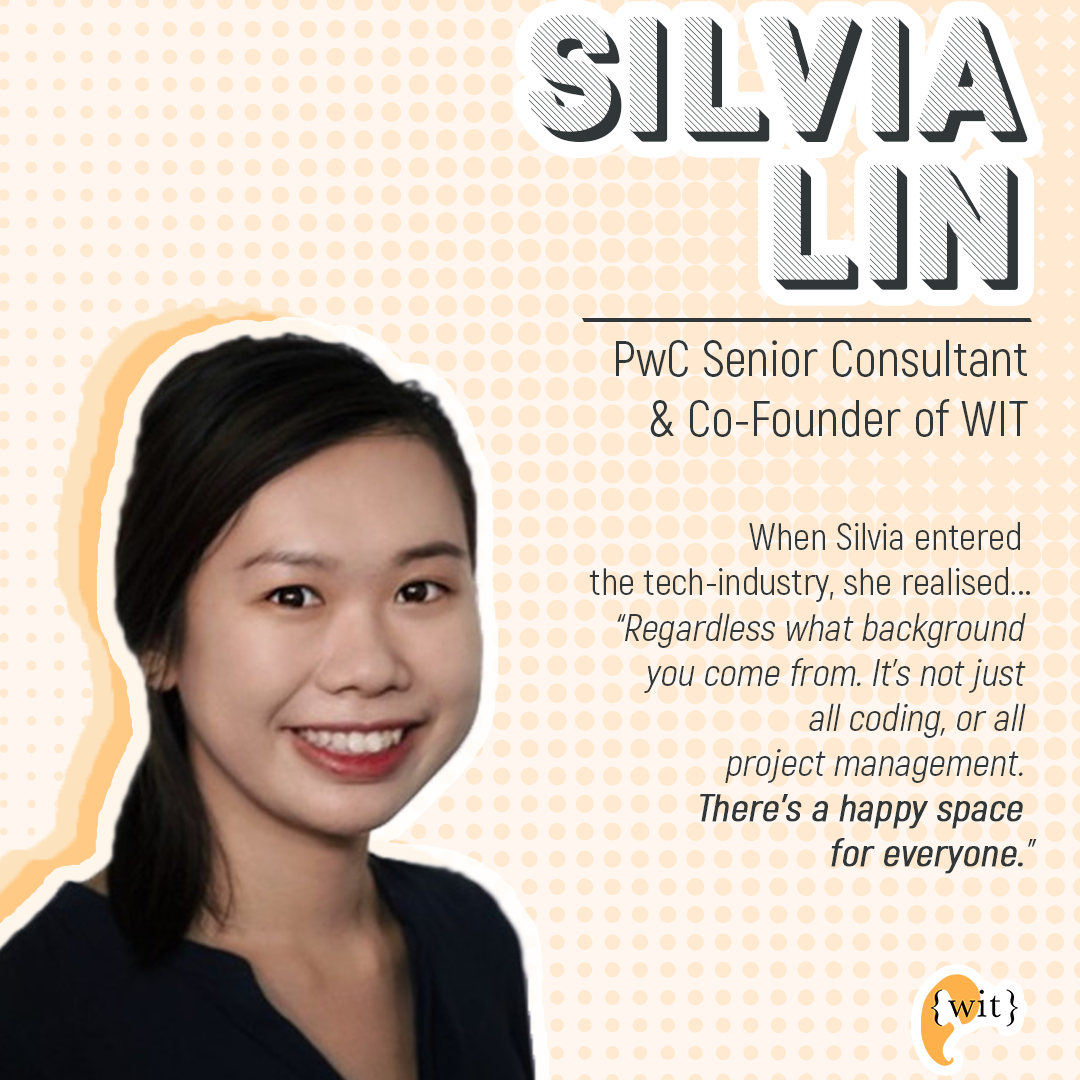 SILVIA
LIN
PwC Senior Consultant
& Co-Founder of WIT
When Silvia entered
the tech-industry, she realised...
“Regardless what background
you come from. It’s not just
all coding, or all
project management.
There’s a happy space
for everyone.”
{wit}